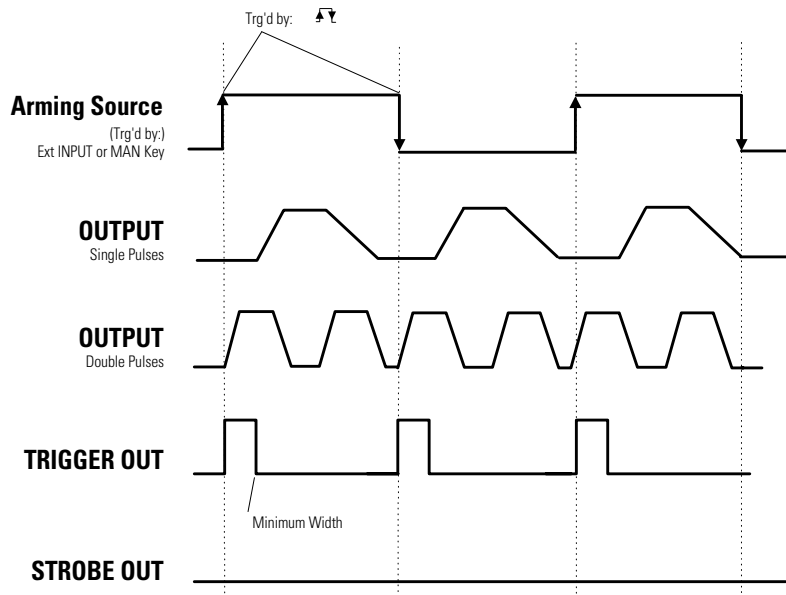 Trg'd by:
Arming Source
(Trg'd by:)
Ext INPUT or MAN Key
OUTPUT
Single Pulses
OUTPUT
Double Pulses
TRIGGER OUT
Minimum Width
STROBE OUT